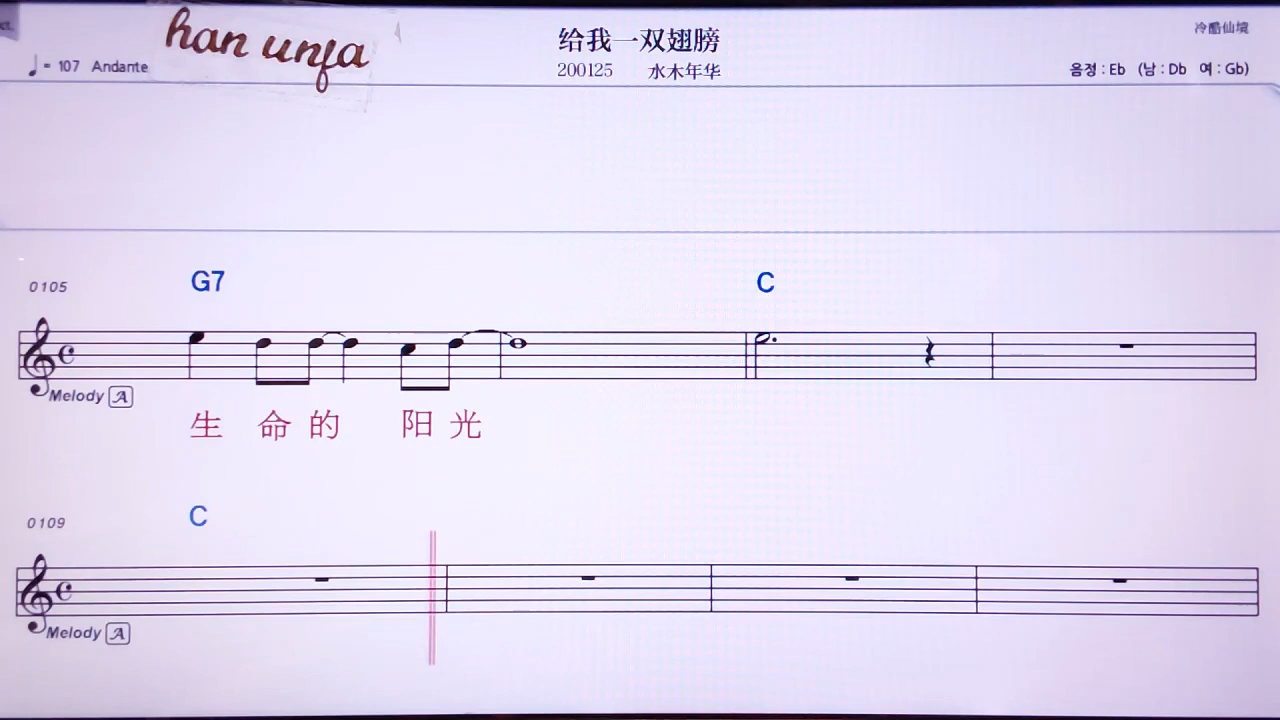 han unfa
给我一双翅膀
冷酷仙境
♩= 107 Andante
200125 水木年华
음정 : Eb (남 : Db 여 : Gb)
0105 G7 C
Melody A
生 命 的 阳 光
0109 C
Melody A